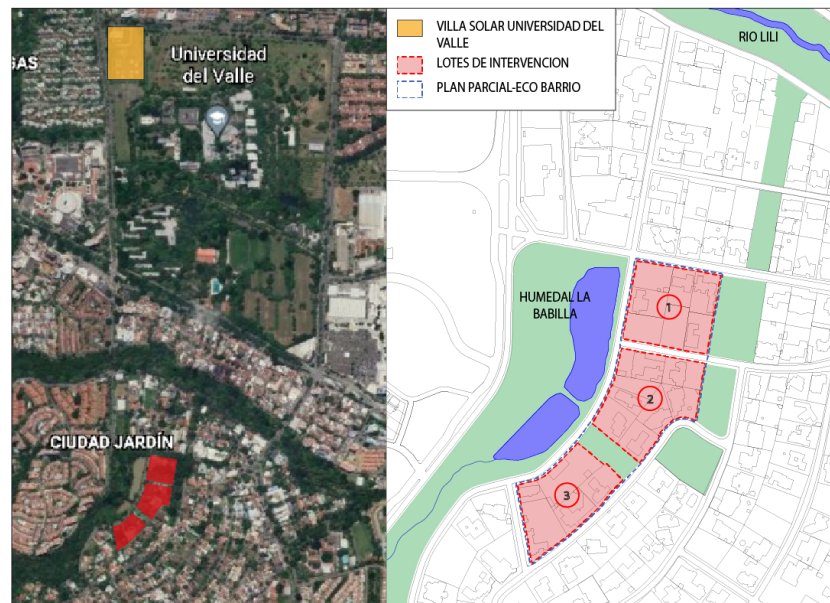 GAS
Universidad
del Valle
CIUDAD JARDÍN
VILLA SOLAR UNIVERSIDAD DEL
VALLE
LOTES DE INTERVENCION
PLAN PARCIAL-ECO BARRIO
RIO LILI
HUMEDAL LA
BABILLA
1
2
3